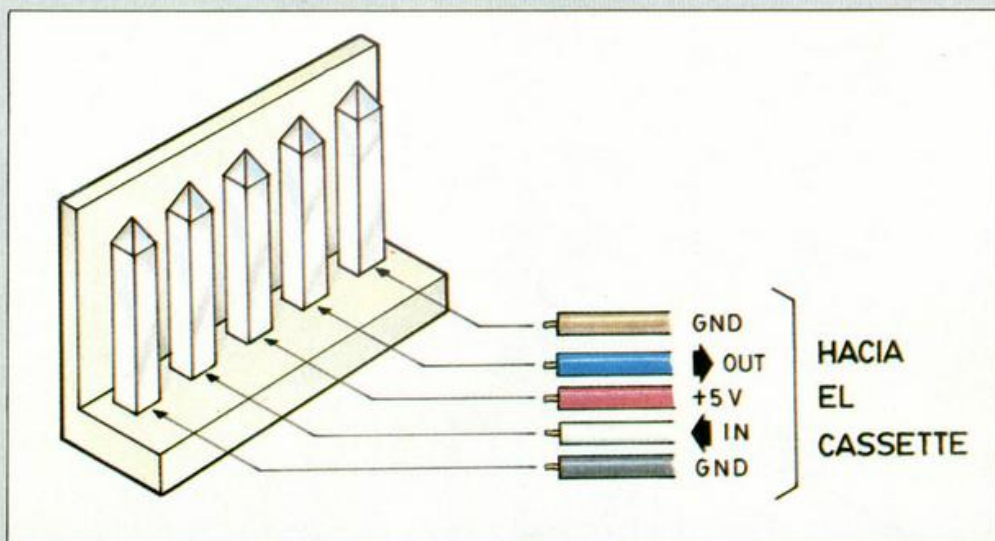 GND
OUT
+5 V
IN
GND
HACIA
EL
CASSETTE